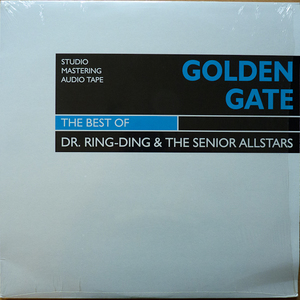 STUDIO
MASTERING
AUDIO TAPE
GOLDEN
GATE
THE BEST OF
DR. RING-DING & THE SENIOR ALLSTARS